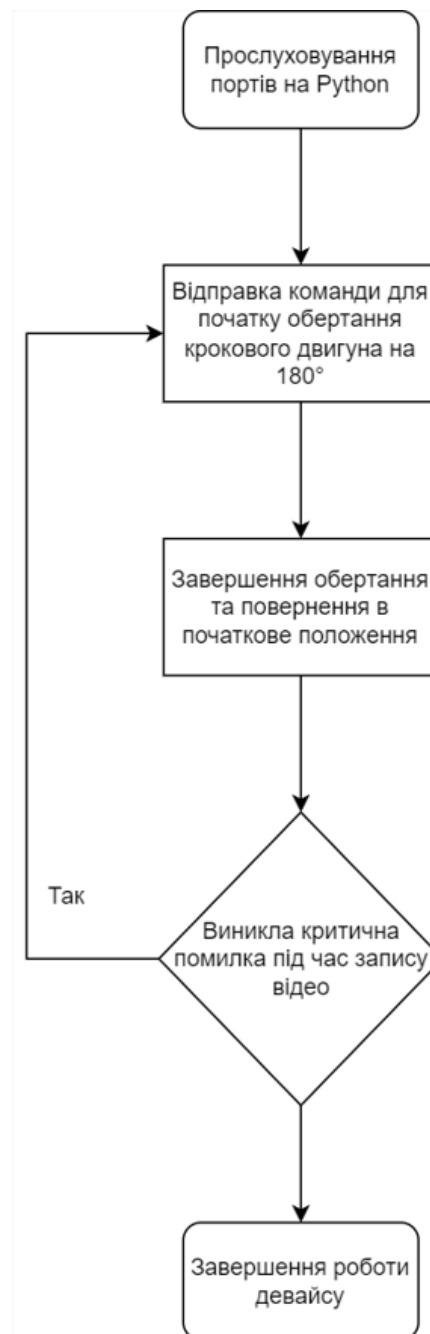 Прослуховування
портів на Python
Відправка команди для
початку обертання
крокового двигуна на
180°
Завершення обертання
та повернення в
початкове положення
Так
Виникла критична
помилка під час запису
відео
Завершення роботи
девайсу